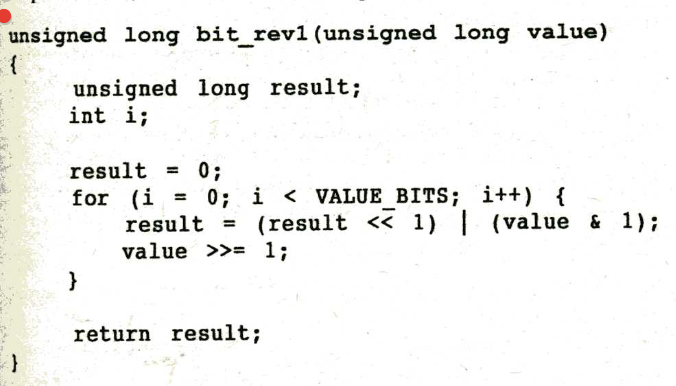 unsigned long bit_rev1(unsigned long value)
{
unsigned long result;
int i;
result = 0;
for (i = 0; i < VALUE_BITS; i++) {
result = (result << 1) | (value & 1);
value >>= 1;
}
return result;
}